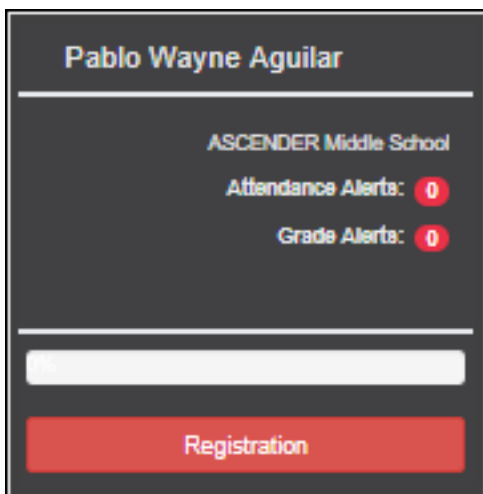 Pablo Wayne Aguilar
ASCENDER Middle School
Attendance Alerts: 0
Grade Alerts: 0
0%
Registration